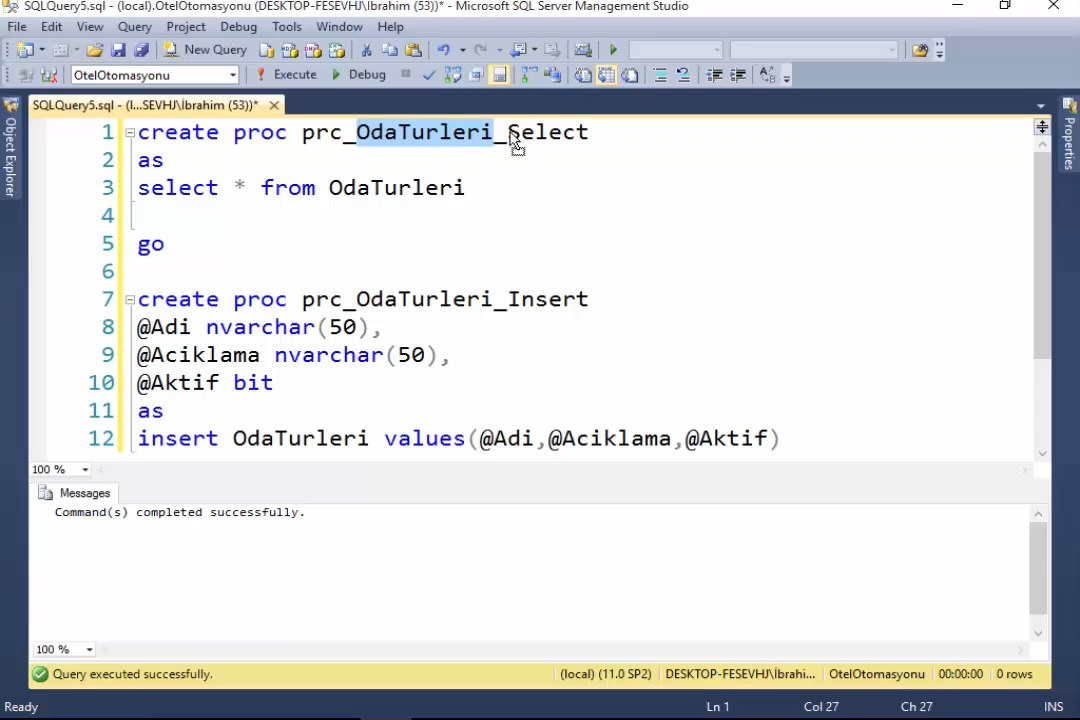 SQLQuery5.sql - (local).OtelOtomasyonu (DESKTOP-FESEVHJ\İbrahim (53))* - Microsoft SQL Server Management Studio
File Edit View Query Project Debug Tools Window Help
New Query
OtelOtomasyonu Execute Debug
SQLQuery5.sql - (l...SEVHJ\İbrahim (53))*
Object Explorer
Properties
1 create proc prc_OdaTurleri_Select
2 as
3 select * from OdaTurleri
4
5 go
6
7 create proc prc_OdaTurleri_Insert
8 @Adi nvarchar(50),
9 @Aciklama nvarchar(50),
10 @Aktif bit
11 as
12 insert OdaTurleri values(@Adi,@Aciklama,@Aktif)
100 %
Messages
Command(s) completed successfully.
100 %
Query executed successfully. (local) (11.0 SP2) DESKTOP-FESEVHJ\İbrahi... OtelOtomasyonu 00:00:00 0 rows
Ready Ln 1 Col 27 Ch 27 INS